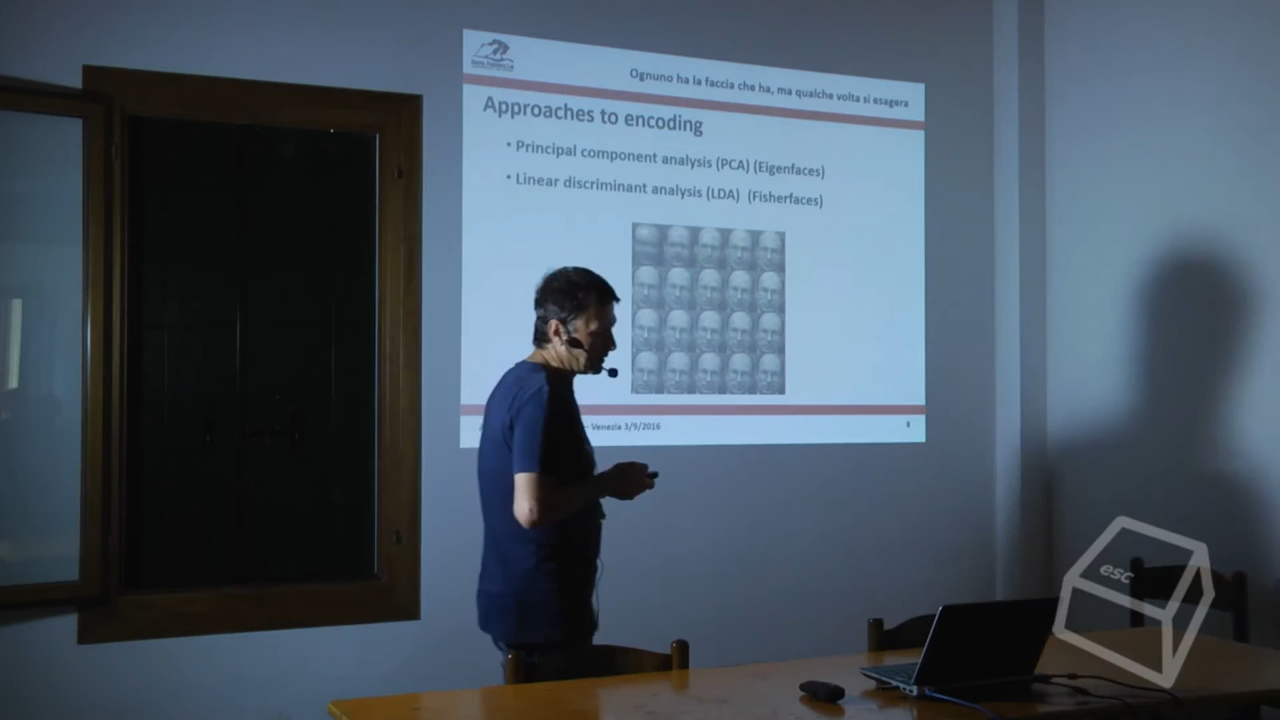 Ognuno ha la faccia che ha, ma qualche volta si esagera
Approaches to encoding
• Principal component analysis (PCA) (Eigenfaces)
• Linear discriminant analysis (LDA) (Fisherfaces)
– Venezia 3/9/2016
8
esc